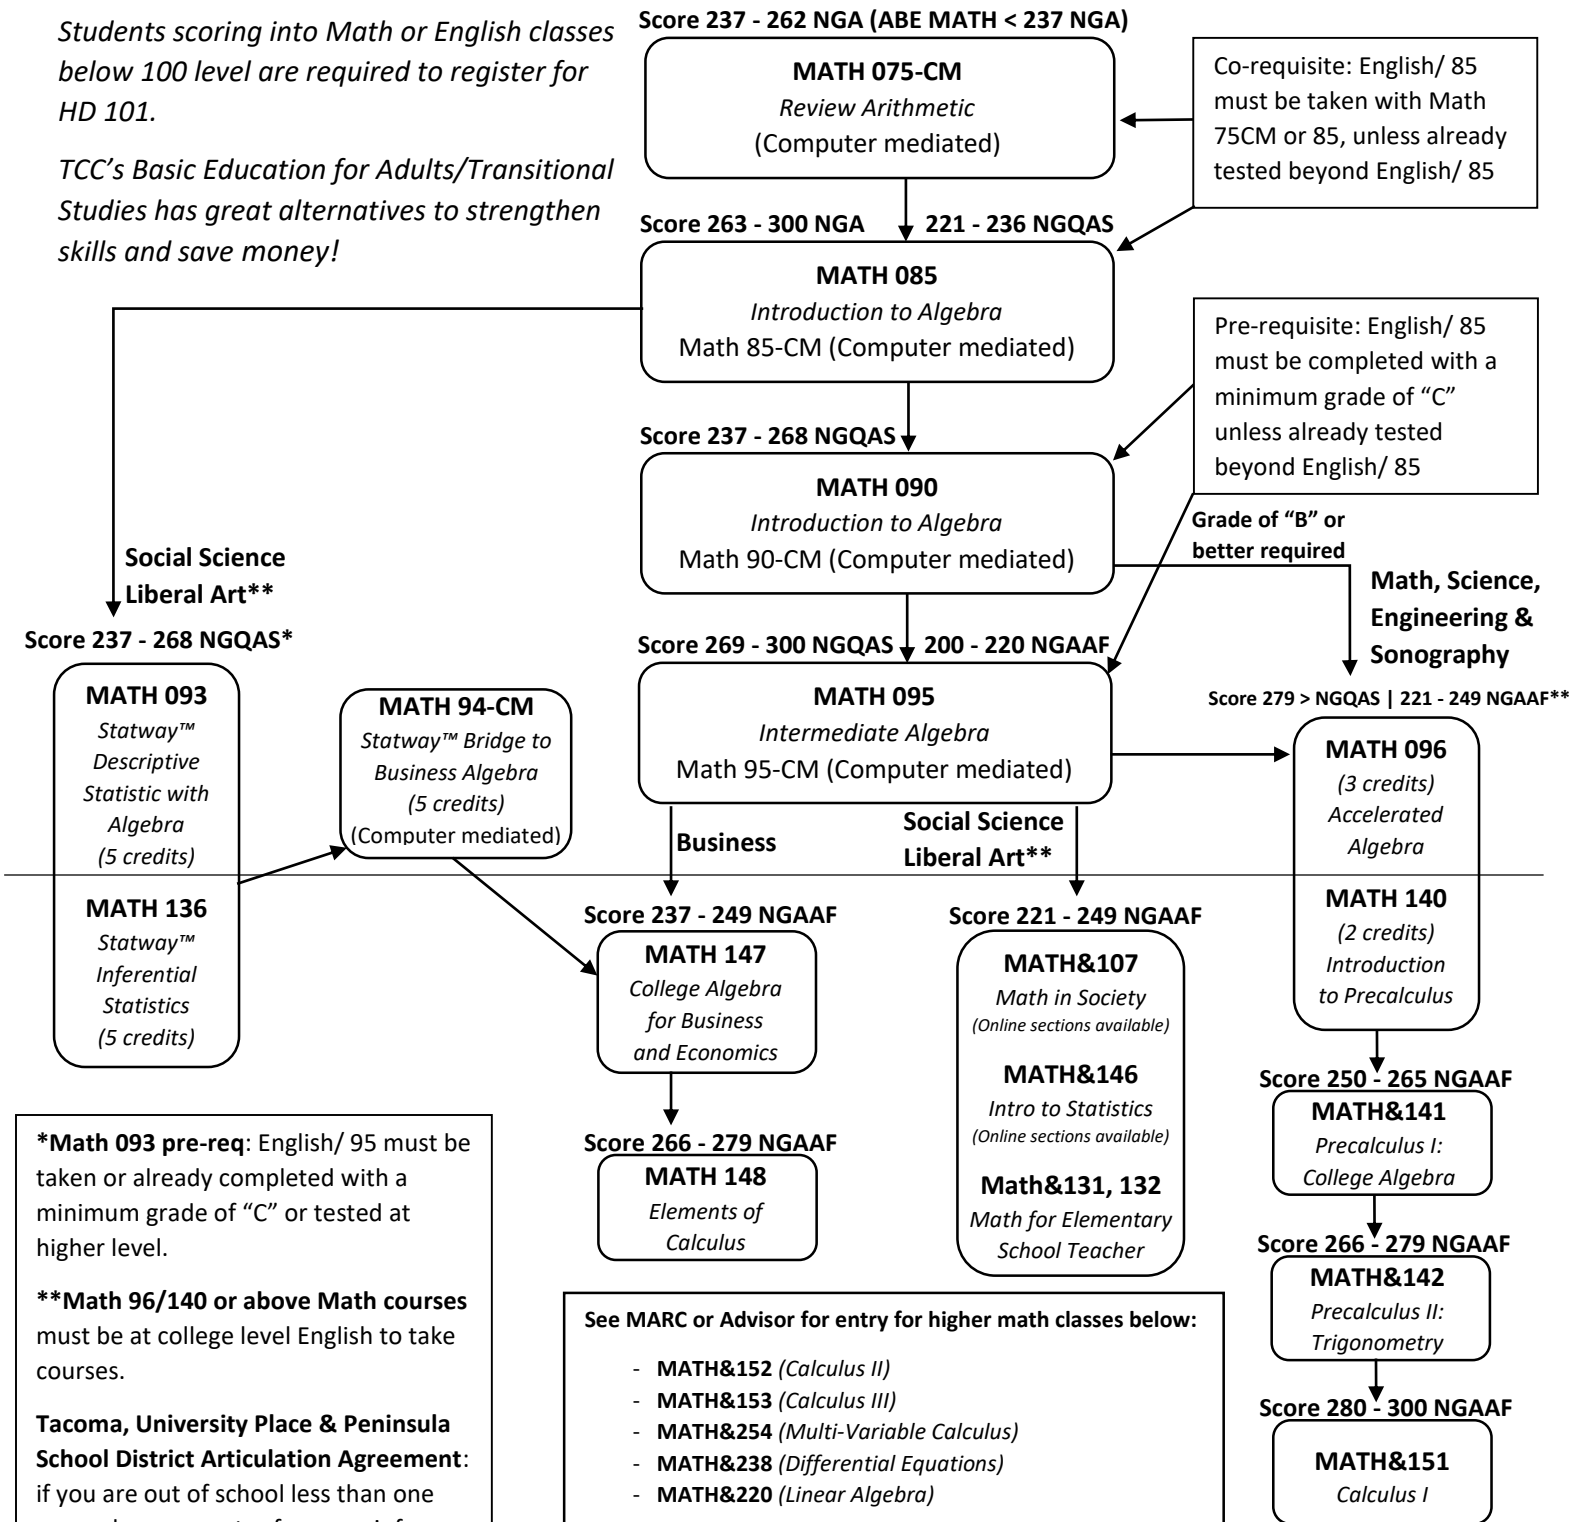 Students scoring into Math or English classes
below 100 level are required to register for
HD 101.
TCC’s Basic Education for Adults/Transitional
Studies has great alternatives to strengthen
skills and save money!
Score 237 - 262 NGA (ABE MATH < 237 NGA)
MATH 075-CM
Review Arithmetic
(Computer mediated)
Co-requisite: English/ 85
must be taken with Math
75CM or 85, unless already
tested beyond English/ 85
Score 263 - 300 NGA 221 - 236 NGQAS
MATH 085
Introduction to Algebra
Math 85-CM (Computer mediated)
Pre-requisite: English/ 85
must be completed with a
minimum grade of “C”
unless already tested
beyond English/ 85
Score 237 - 268 NGQAS
MATH 090
Introduction to Algebra
Math 90-CM (Computer mediated)
Grade of “B” or
better required
Math, Science,
Engineering &
Sonography
Social Science
Liberal Art**
Score 237 - 268 NGQAS*
MATH 093
Statway™
Descriptive
Statistic with
Algebra
(5 credits)
MATH 136
Statway™
Inferential
Statistics
(5 credits)
MATH 94-CM
Statway™ Bridge to
Business Algebra
(5 credits)
(Computer mediated)
Score 269 - 300 NGQAS 200 - 220 NGAAF
MATH 095
Intermediate Algebra
Math 95-CM (Computer mediated)
Score 279 > NGQAS | 221 - 249 NGAAF**
MATH 096
(3 credits)
Accelerated
Algebra
MATH 140
(2 credits)
Introduction
to Precalculus
Business
Social Science
Liberal Art**
Score 237 - 249 NGAAF
MATH 147
College Algebra
for Business
and Economics
Score 266 - 279 NGAAF
MATH 148
Elements of
Calculus
Score 221 - 249 NGAAF
MATH&107
Math in Society
(Online sections available)
MATH&146
Intro to Statistics
(Online sections available)
Math&131, 132
Math for Elementary
School Teacher
Score 250 - 265 NGAAF
MATH&141
Precalculus I:
College Algebra
Score 266 - 279 NGAAF
MATH&142
Precalculus II:
Trigonometry
Score 280 - 300 NGAAF
MATH&151
Calculus I
*Math 093 pre-req: English/ 95 must be
taken or already completed with a
minimum grade of “C” or tested at
higher level.
**Math 96/140 or above Math courses
must be at college level English to take
courses.
Tacoma, University Place & Peninsula
School District Articulation Agreement:
if you are out of school less than one
See MARC or Advisor for entry for higher math classes below:
- MATH&152 (Calculus II)
- MATH&153 (Calculus III)
- MATH&254 (Multi-Variable Calculus)
- MATH&238 (Differential Equations)
- MATH&220 (Linear Algebra)